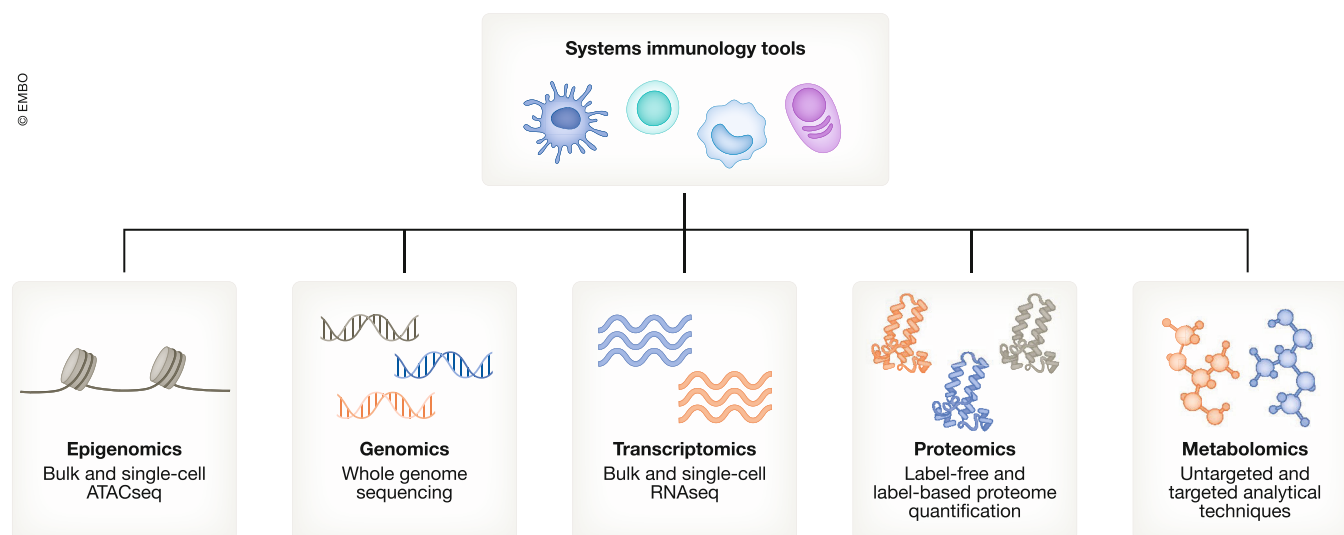 © EMBO
Systems immunology tools
Epigenomics
Bulk and single-cell
ATACseq
Genomics
Whole genome
sequencing
Transcriptomics
Bulk and single-cell
RNAseq
Proteomics
Label-free and
label-based proteome
quantification
Metabolomics
Untargeted and
targeted analytical
techniques